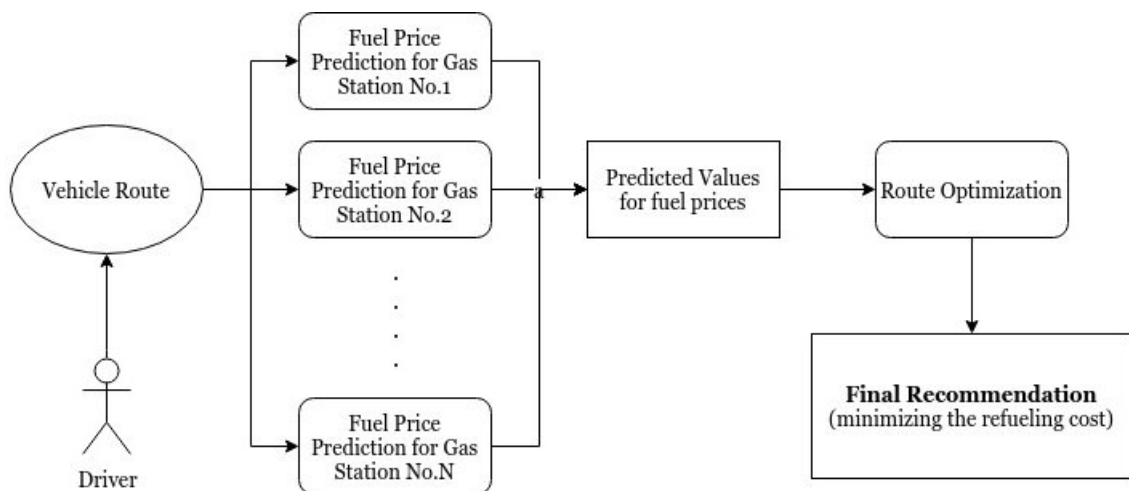 Fuel Price
Prediction for Gas
Station No.1
Vehicle Route
Fuel Price
Prediction for Gas
Station No.2
a
Predicted Values
for fuel prices
Route Optimization
.
.
.
.
Fuel Price
Prediction for Gas
Station No.N
Final Recommendation
(minimizing the refueling cost)
Driver